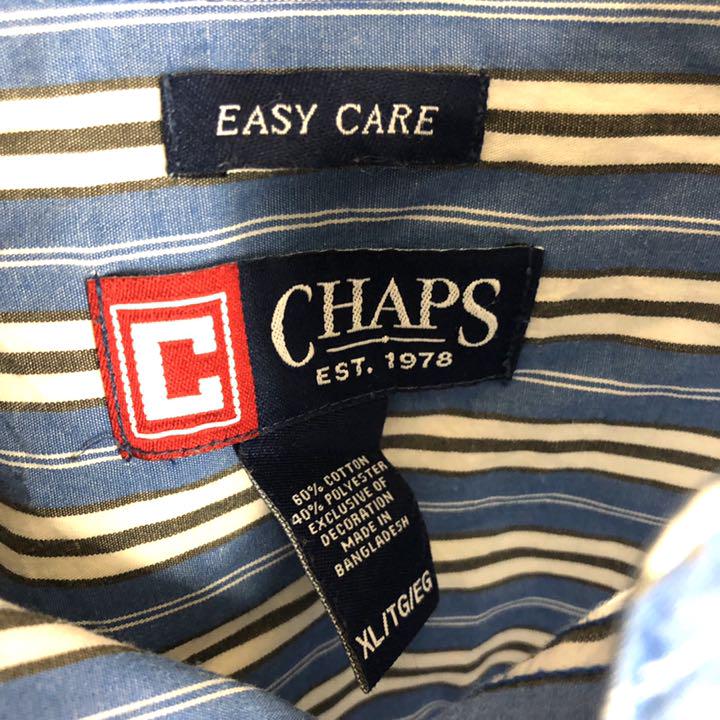 EASY CARE
C
CHAPS
EST. 1978
60% COTTON
40% POLYESTER
EXCLUSIVE OF
DECORATION
MADE IN
BANGLADESH
XL/TG/EG